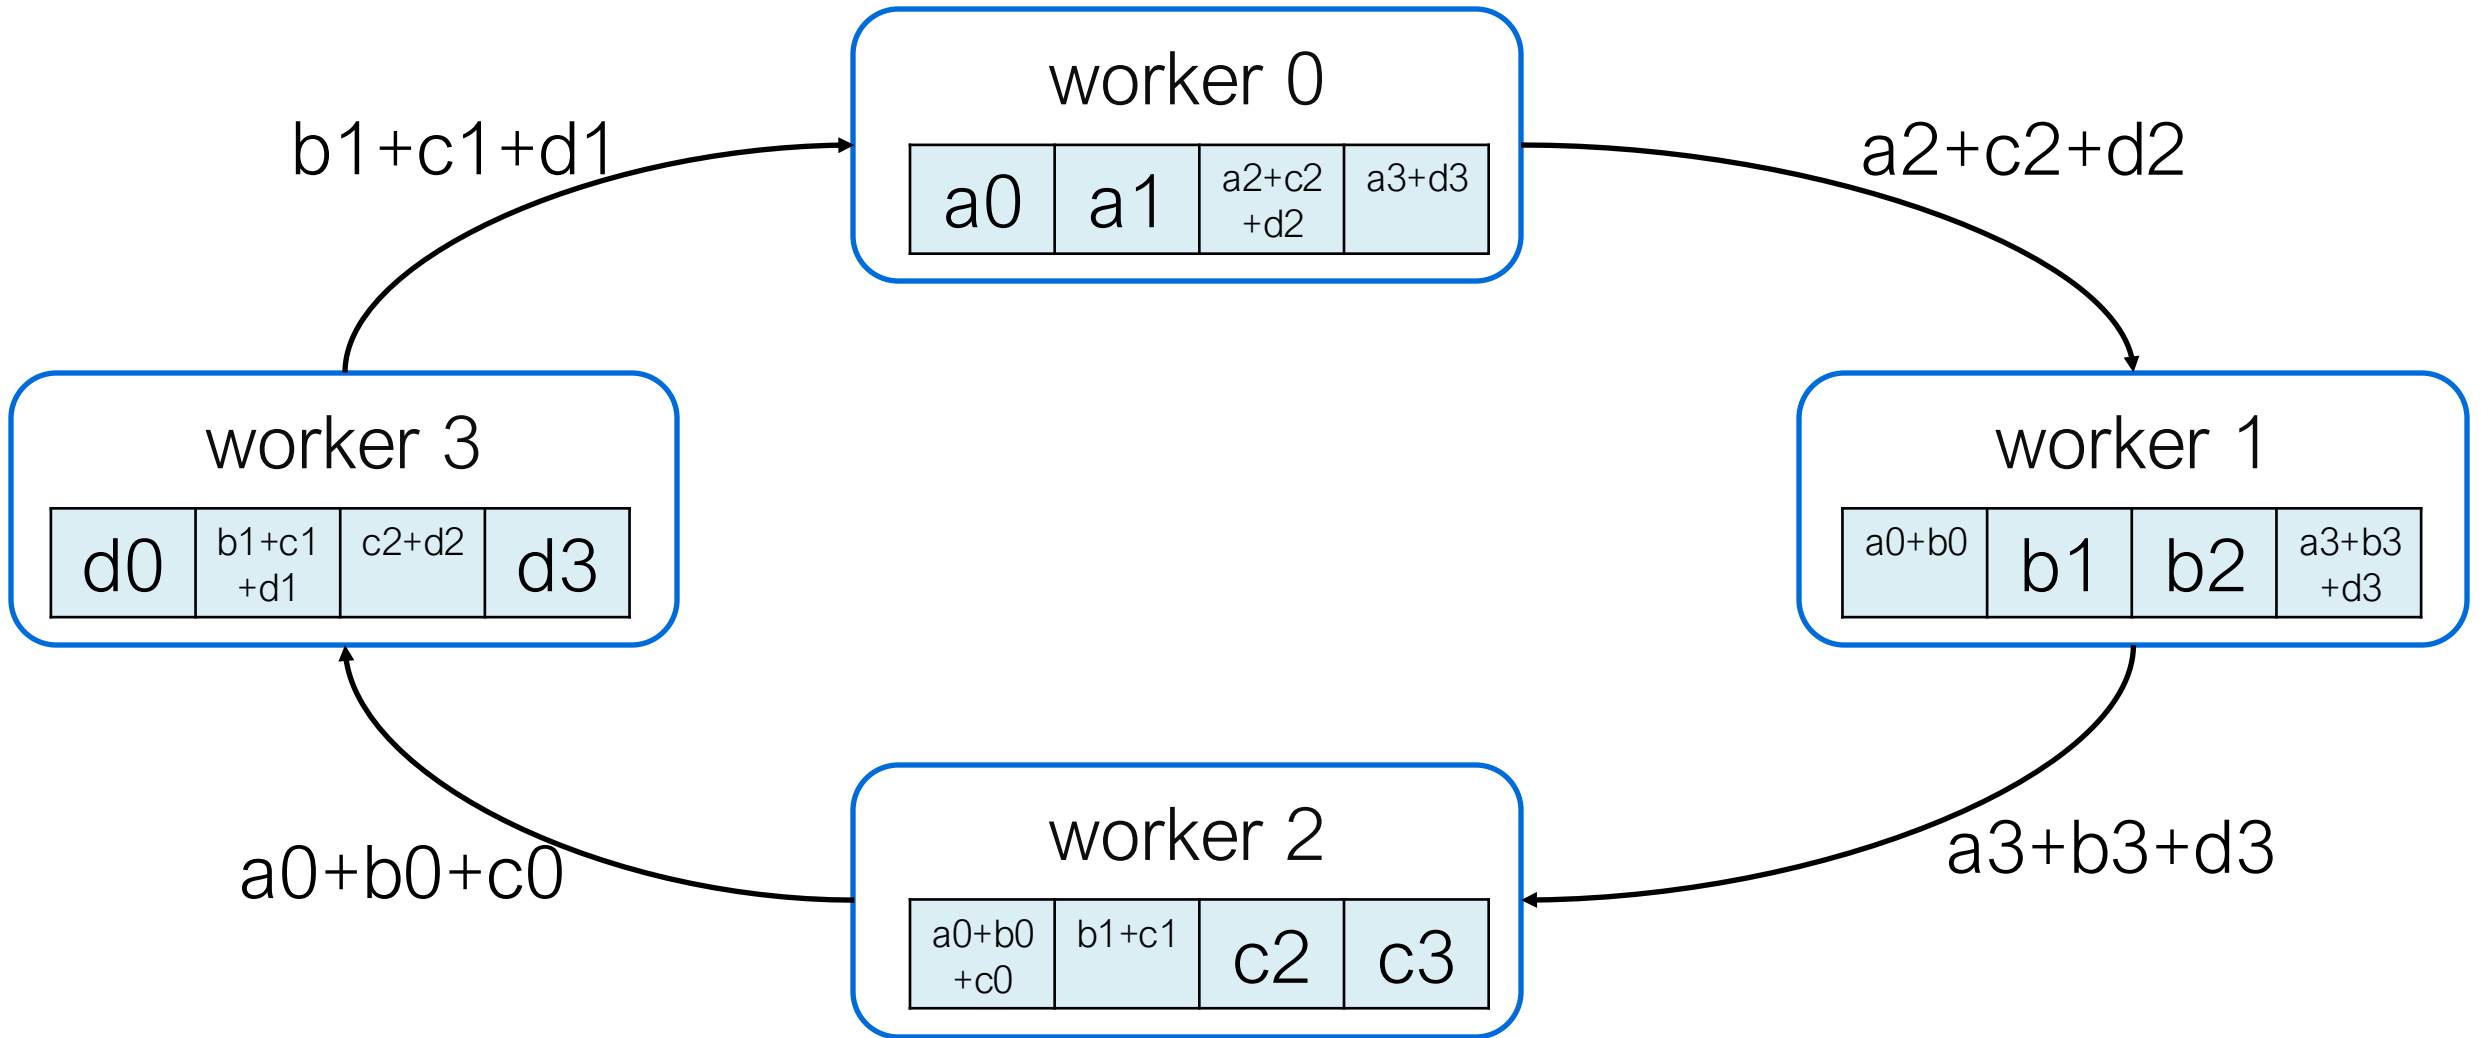 worker 0
b1+c1+d1
a2+c2+d2
a0
a1
a2+c2
+d2
a3+d3
worker 3
worker 1
d0
b1+c1
+d1
c2+d2
d3
a0+b0
b1
b2
a3+b3
+d3
worker 2
a0+b0+c0
a3+b3+d3
a0+b0
+c0
b1+c1
c2
c3